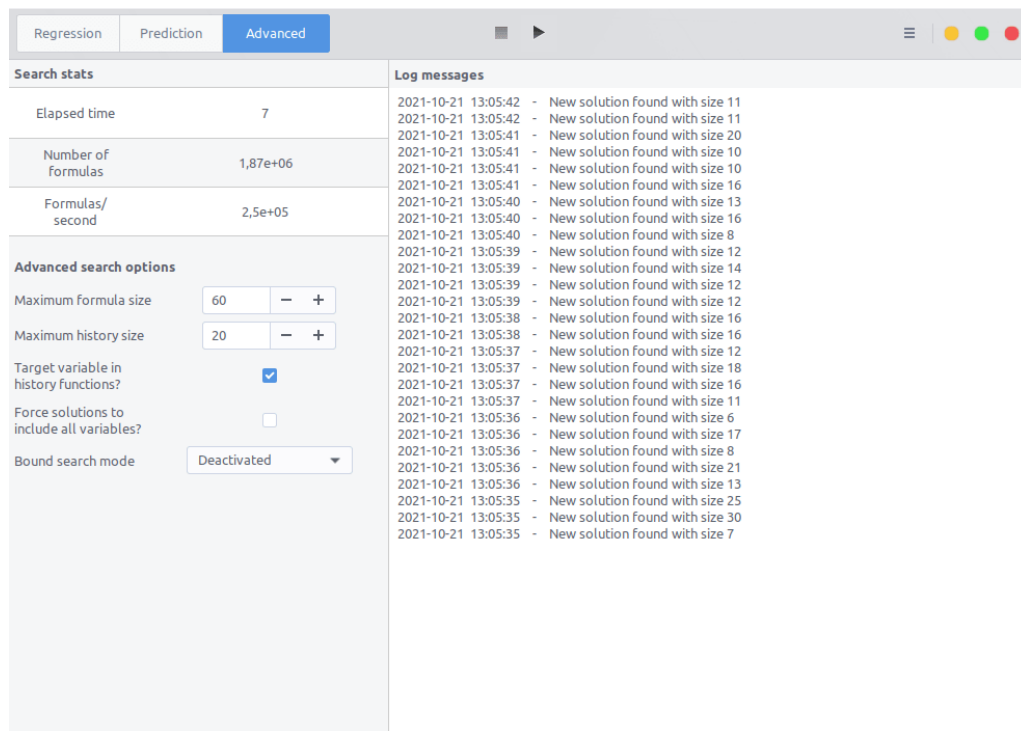 Regression Prediction Advanced
Search stats
Elapsed time 7
Number of
formulas 1,87e+06
Formulas/
second 2,5e+05
Advanced search options
Maximum formula size 60 − +
Maximum history size 20 − +
Target variable in
history functions?
Force solutions to
include all variables?
Bound search mode Deactivated
Log messages
2021-10-21 13:05:42 - New solution found with size 11
2021-10-21 13:05:42 - New solution found with size 11
2021-10-21 13:05:41 - New solution found with size 20
2021-10-21 13:05:41 - New solution found with size 10
2021-10-21 13:05:41 - New solution found with size 10
2021-10-21 13:05:41 - New solution found with size 16
2021-10-21 13:05:40 - New solution found with size 13
2021-10-21 13:05:40 - New solution found with size 16
2021-10-21 13:05:40 - New solution found with size 8
2021-10-21 13:05:39 - New solution found with size 12
2021-10-21 13:05:39 - New solution found with size 14
2021-10-21 13:05:39 - New solution found with size 12
2021-10-21 13:05:39 - New solution found with size 12
2021-10-21 13:05:38 - New solution found with size 16
2021-10-21 13:05:38 - New solution found with size 16
2021-10-21 13:05:37 - New solution found with size 12
2021-10-21 13:05:37 - New solution found with size 18
2021-10-21 13:05:37 - New solution found with size 16
2021-10-21 13:05:37 - New solution found with size 11
2021-10-21 13:05:36 - New solution found with size 6
2021-10-21 13:05:36 - New solution found with size 17
2021-10-21 13:05:36 - New solution found with size 8
2021-10-21 13:05:36 - New solution found with size 21
2021-10-21 13:05:36 - New solution found with size 13
2021-10-21 13:05:35 - New solution found with size 25
2021-10-21 13:05:35 - New solution found with size 30
2021-10-21 13:05:35 - New solution found with size 7